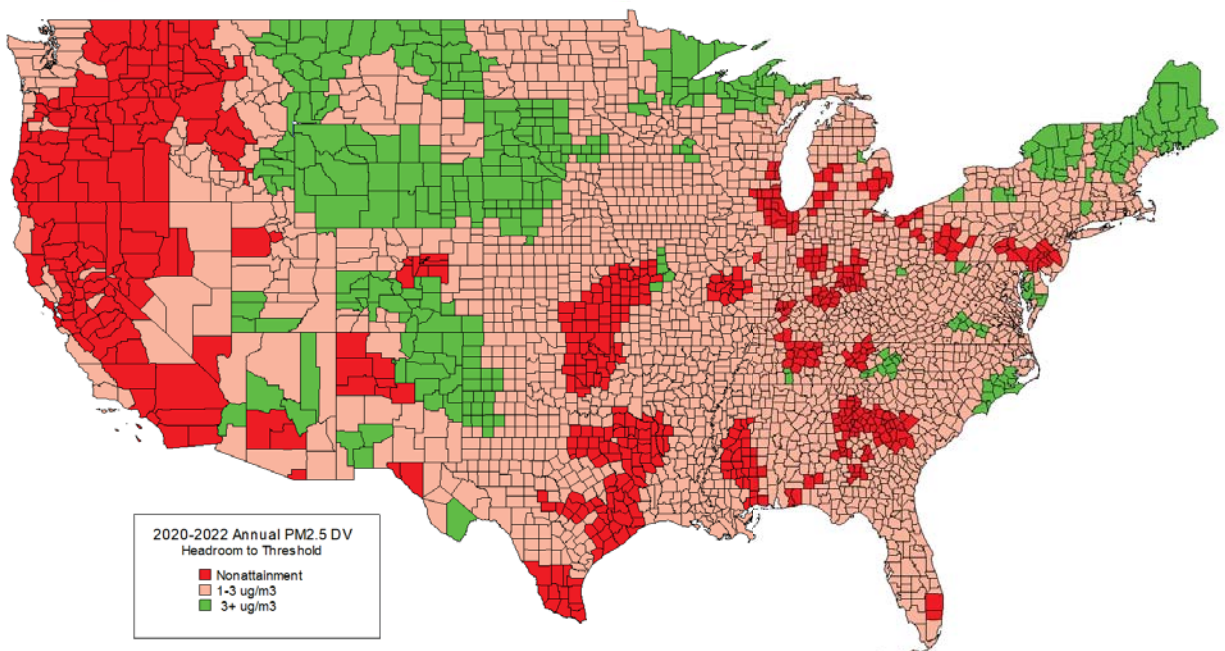 2020-2022 Annual PM2.5 DV
Headroom to Threshold
Nonattainment
1-3 ug/m3
3+ ug/m3